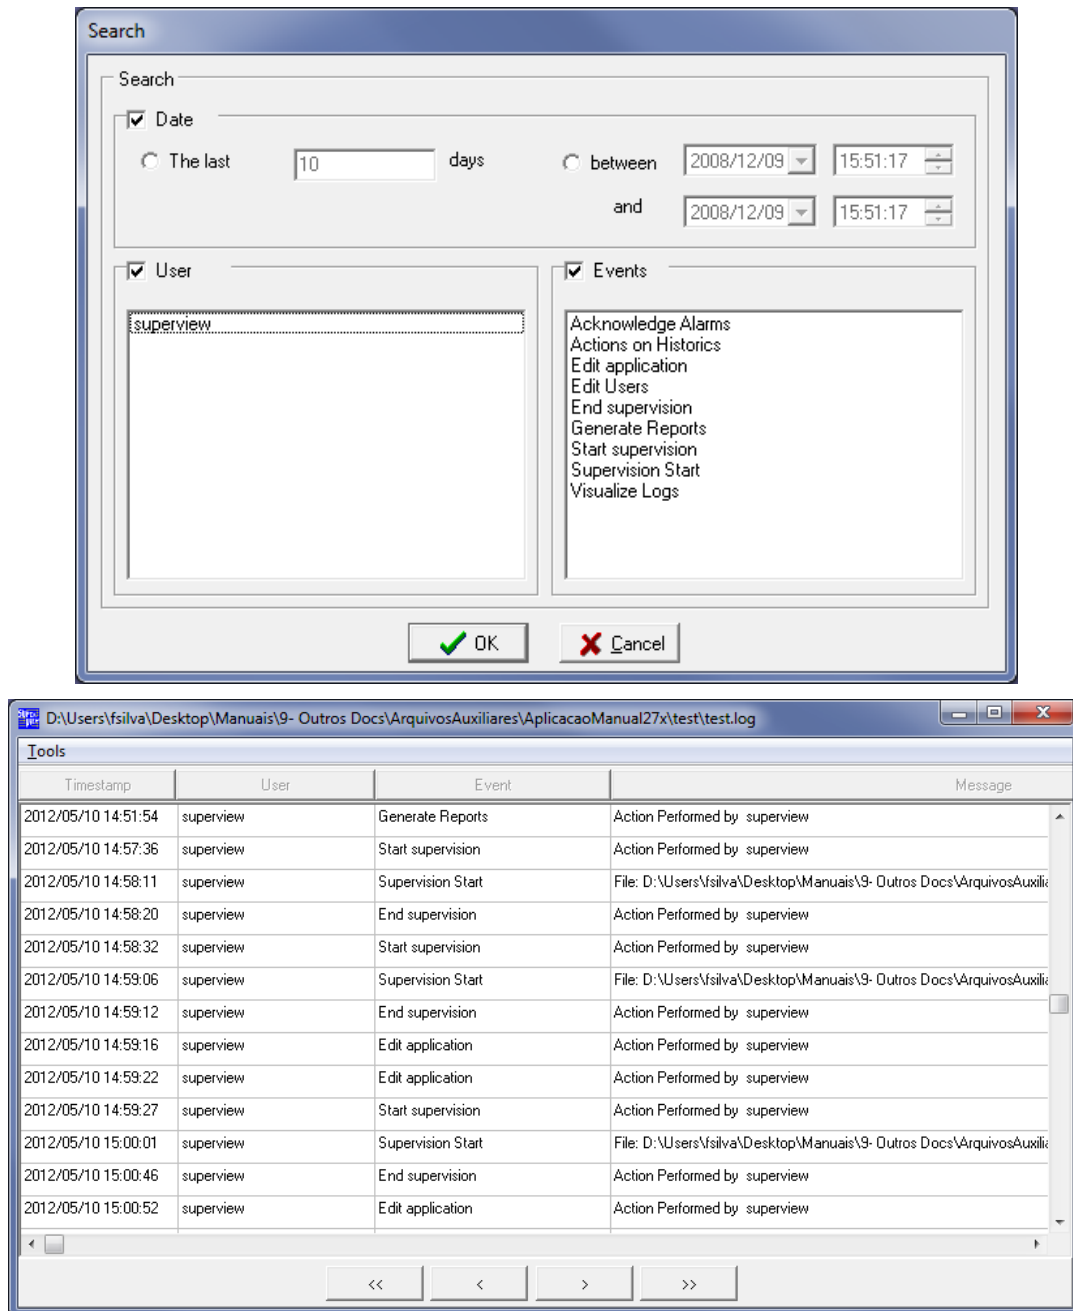 Search
Search
Date
The last 10 days between 2008/12/09 15:51:17
and 2008/12/09 15:51:17
User
superview
Events
Acknowledge Alarms
Actions on Historics
Edit application
Edit Users
End supervision
Generate Reports
Start supervision
Supervision Start
Visualize Logs
OK Cancel
D:\Users\fsilva\Desktop\Manuais\9- Outros Docs\ArquivosAuxiliares\AplicacaoManual27x\test\test.log
Tools
Timestamp User Event Message
2012/05/10 14:51:54 superview Generate Reports Action Performed by superview
2012/05/10 14:57:36 superview Start supervision Action Performed by superview
2012/05/10 14:58:11 superview Supervision Start File: D:\Users\fsilva\Desktop\Manuais\9- Outros Docs\ArquivosAuxilia
2012/05/10 14:58:20 superview End supervision Action Performed by superview
2012/05/10 14:58:32 superview Start supervision Action Performed by superview
2012/05/10 14:59:06 superview Supervision Start File: D:\Users\fsilva\Desktop\Manuais\9- Outros Docs\ArquivosAuxilia
2012/05/10 14:59:12 superview End supervision Action Performed by superview
2012/05/10 14:59:16 superview Edit application Action Performed by superview
2012/05/10 14:59:22 superview Edit application Action Performed by superview
2012/05/10 14:59:27 superview Start supervision Action Performed by superview
2012/05/10 15:00:01 superview Supervision Start File: D:\Users\fsilva\Desktop\Manuais\9- Outros Docs\ArquivosAuxilia
2012/05/10 15:00:46 superview End supervision Action Performed by superview
2012/05/10 15:00:52 superview Edit application Action Performed by superview
<< < > >>